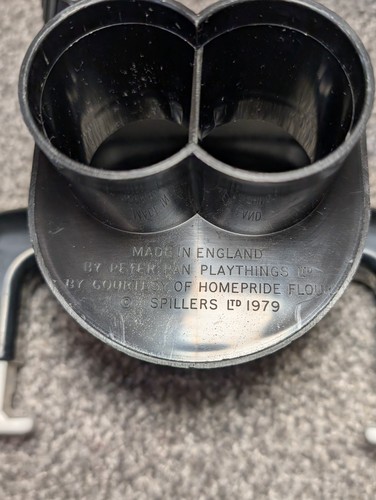 MADE IN ENGLAND
BY PETER PAN PLAYTHINGS LTD
BY COURTESY OF HOMEPRIDE FLOUR
© SPILLERS LTD 1979